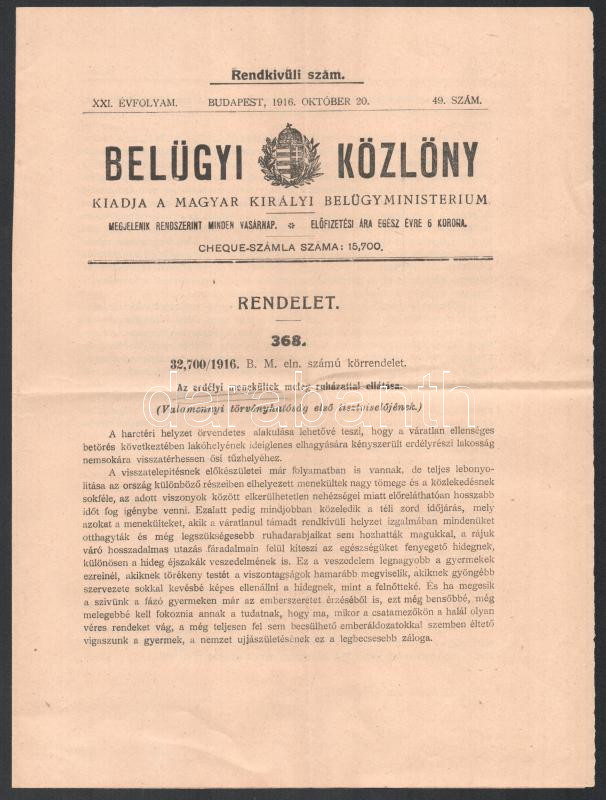 Rendkivüli szám.
XXI. ÉVFOLYAM. BUDAPEST, 1916. OKTÓBER 20. 49. SZÁM.
BELÜGYI KÖZLÖNY
KIADJA A MAGYAR KIRÁLYI BELÜGYMINISTERIUM.
MEGJELENIK RENDSZERINT MINDEN VASÁRNAP. * ELŐFIZETÉSI ÁRA EGÉSZ ÉVRE 6 KORONA.
CHEQUE-SZÁMLA SZÁMA: 15,700.
RENDELET.
368.
32,700/1916. B. M. eln. számú körrendelet.
Az erdélyi menekültek meleg ruházattal ellátása.
(Valamennyi törvényhatóság első tisztviselőjének.)
A harctéri helyzet örvendetes alakulása lehetővé teszi, hogy a váratlan ellenséges
betörés következtében lakóhelyének ideiglenes elhagyására kényszerült erdélyrészi lakosság
nemsokára visszatérhessen ősi tűzhelyéhez.
A visszatelepitésnek előkészületei már folyamatban is vannak, de teljes lebonyo-
litása az ország különböző részeiben elhelyezett menekültek nagy tömege és a közlekedésnek
sokféle, az adott viszonyok között elkerülhetetlen nehézségei miatt előreláthatóan hosszabb
időt fog igénybe venni. Ezalatt pedig mindjobban közeledik a téli zord időjárás, mely
azokat a menekülteket, akik a váratlanul támadt rendkivüli helyzet izgalmában mindenüket
otthagyták és még legszükségesebb ruhadarabjaikat sem hozhatták magukkal, a rájuk
váró hosszadalmas utazás fáradalmain felül kiteszi az egészségüket fenyegető hidegnek,
különösen a hideg éjszakák veszedelmének is. Ez a veszedelem legnagyobb a gyermekek
ezreinél, akiknek törékeny testét a viszontagságok hamarább megviselik, akiknek gyöngébb
szervezete sokkal kevésbé képes ellenállni a hidegnek, mint a felnőtteké. És ha megesik
a szivünk a fázó gyermeken már az emberszeretet érzéséből is, ezt még bensőbbé, még
melegebbé kell fokoznia annak a tudatnak, hogy ma, mikor a csatamezőkön a halál olyan
véres rendeket vág, a még teljesen fel sem becsülhető emberáldozatokkal szemben éltető
vigaszunk a gyermek, a nemzet ujjászületésének ez a legbecsesebb záloga.
darabanth